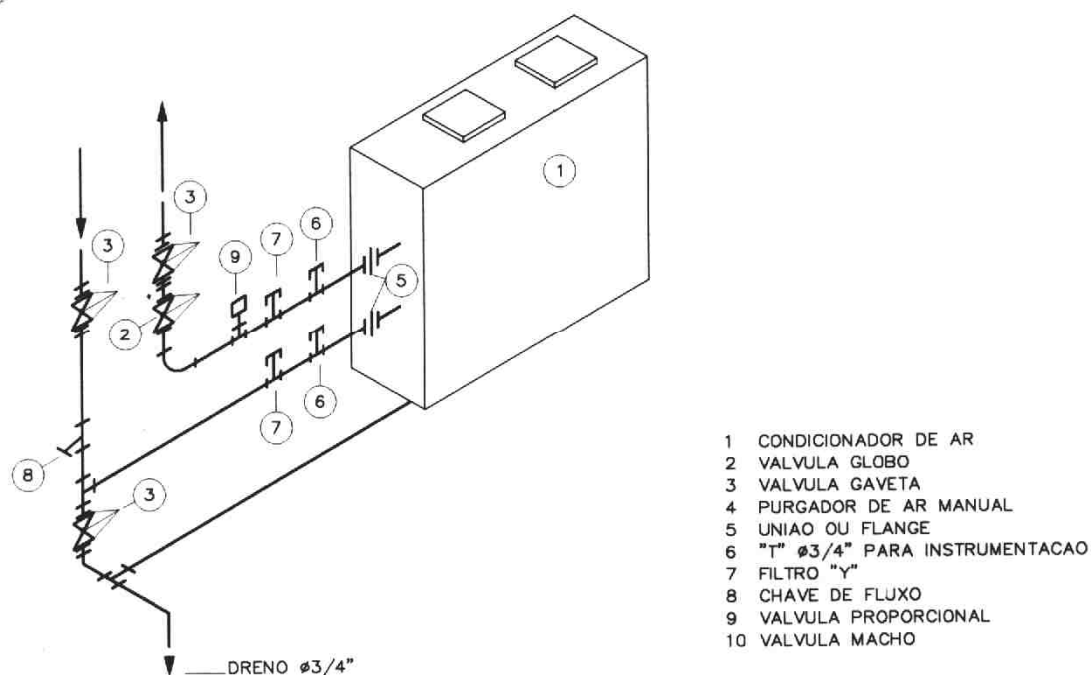 1
3
3
9
7
6
5
2
7
6
8
3
1 CONDICIONADOR DE AR
2 VALVULA GLOBO
3 VALVULA GAVETA
4 PURGADOR DE AR MANUAL
5 UNIAO OU FLANGE
6 "T" ø3/4" PARA INSTRUMENTACAO
7 FILTRO "Y"
8 CHAVE DE FLUXO
9 VALVULA PROPORCIONAL
10 VALVULA MACHO
DRENO ø3/4"